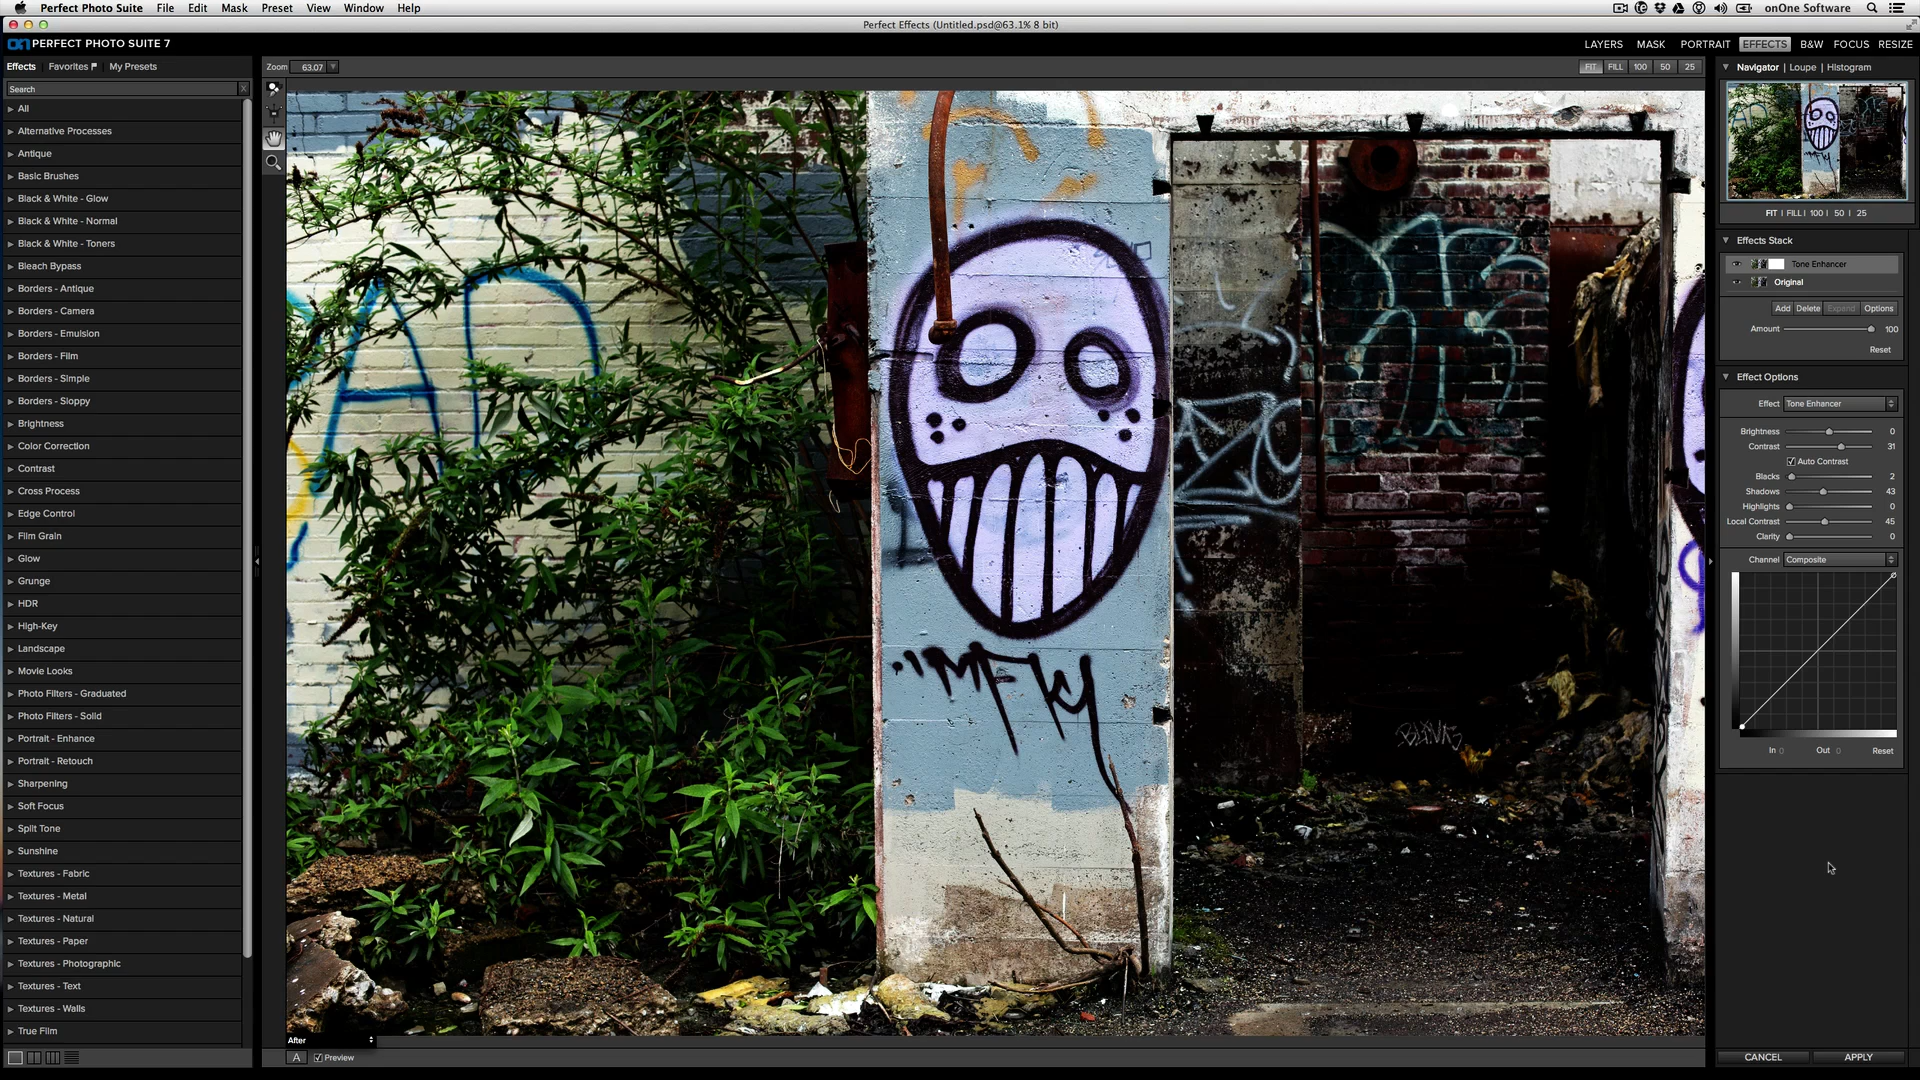 Perfect Photo Suite File Edit Mask Preset View Window Help onOne Software
Perfect Effects (Untitled.psd@63.1% 8 bit)
on PERFECT PHOTO SUITE 7
LAYERS MASK PORTRAIT EFFECTS B&W FOCUS RESIZE
Effects Favorites My Presets
Zoom 63.07
FIT FILL 100 50 25
Search X
All
Alternative Processes
Antique
Basic Brushes
Black & White - Glow
Black & White - Normal
Black & White - Toners
Bleach Bypass
Borders - Antique
Borders - Camera
Borders - Emulsion
Borders - Film
Borders - Simple
Borders - Sloppy
Brightness
Color Correction
Contrast
Cross Process
Edge Control
Film Grain
Glow
Grunge
HDR
High-Key
Landscape
Movie Looks
Photo Filters - Graduated
Photo Filters - Solid
Portrait - Enhance
Portrait - Retouch
Sharpening
Soft Focus
Split Tone
Sunshine
Textures - Fabric
Textures - Metal
Textures - Natural
Textures - Paper
Textures - Photographic
Textures - Text
Textures - Walls
True Film
After
A Preview
Navigator | Loupe | Histogram
FIT | FILL | 100 | 50 | 25
Effects Stack
Tone Enhancer
Original
Add Delete Expand Options
Amount 100
Reset
Effect Options
Effect Tone Enhancer
Brightness 0
Contrast 31
Auto Contrast
Blacks 2
Shadows 43
Highlights 0
Local Contrast 45
Clarity 0
Channel Composite
In 0 Out 0 Reset
CANCEL APPLY